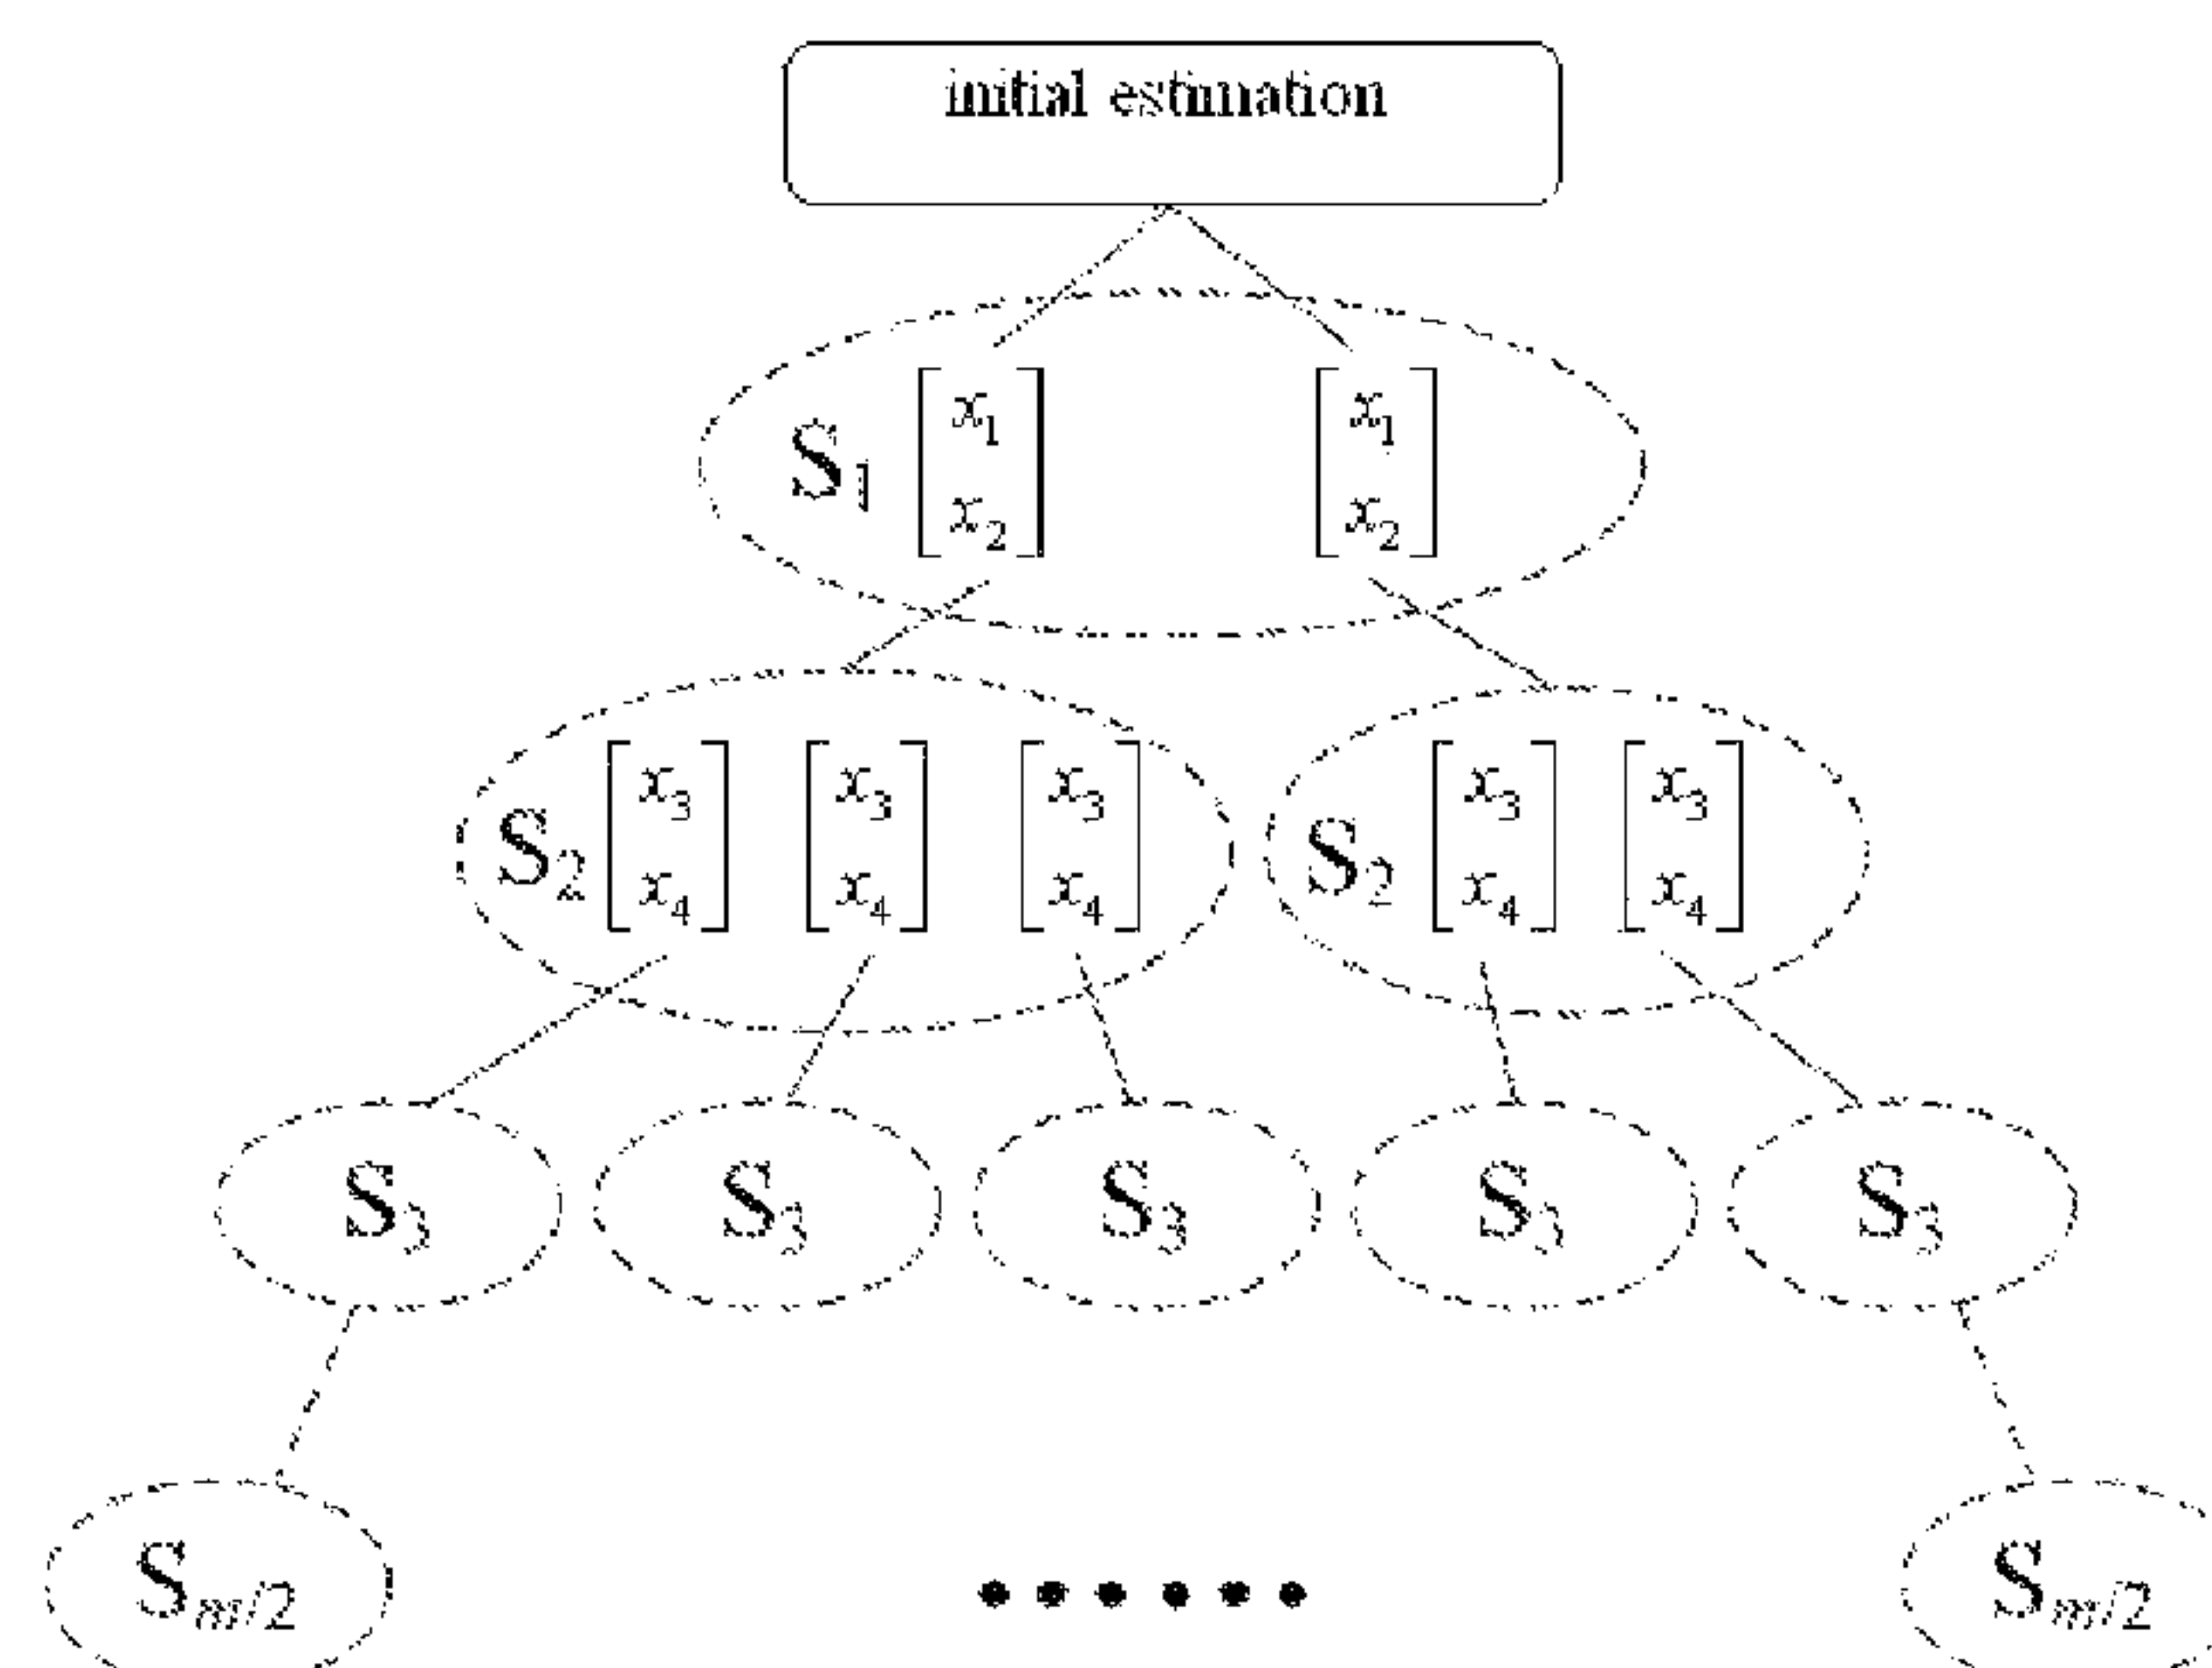 initial estimation
S1 [x1 x2] [x1 x2]
S2 [x3 x4] [x3 x4] [x3 x4] S2 [x3 x4] [x3 x4]
S3 S3 S3 S3 S3
Sm/2 ...... Sm/2